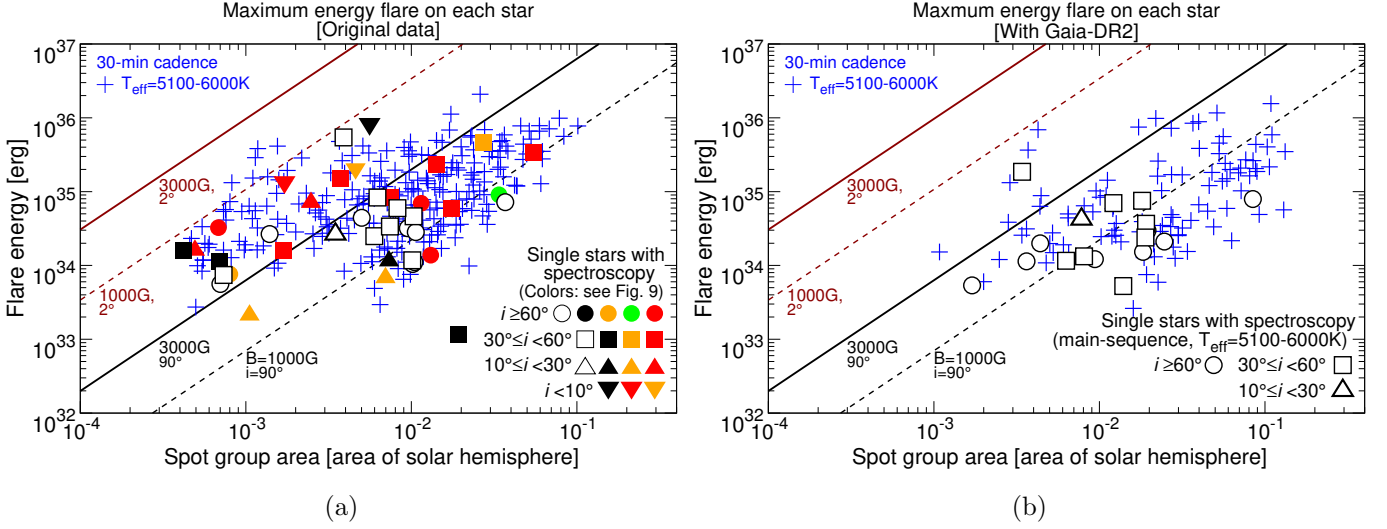 Maximum energy flare on each star
[Original data]
30-min cadence
+ Teff=5100-6000K
3000G,
2°
1000G,
2°
3000G
90°
B=1000G
i=90°
Single stars with
spectroscopy
(Colors: see Fig. 9)
i ≥60°
30°≤i <60°
10°≤i <30°
i <10°
Flare energy [erg]
10^37
10^36
10^35
10^34
10^33
10^32
10^-4 10^-3 10^-2 10^-1
Spot group area [area of solar hemisphere]
(a)
Maxmum energy flare on each star
[With Gaia-DR2]
30-min cadence
+ Teff=5100-6000K
3000G,
2°
1000G,
2°
3000G
90°
B=1000G
i=90°
Single stars with spectroscopy
(main-sequence, Teff=5100-6000K)
i ≥60° 30°≤i <60°
10°≤i <30°
Flare energy [erg]
10^37
10^36
10^35
10^34
10^33
10^32
10^-4 10^-3 10^-2 10^-1
Spot group area [area of solar hemisphere]
(b)